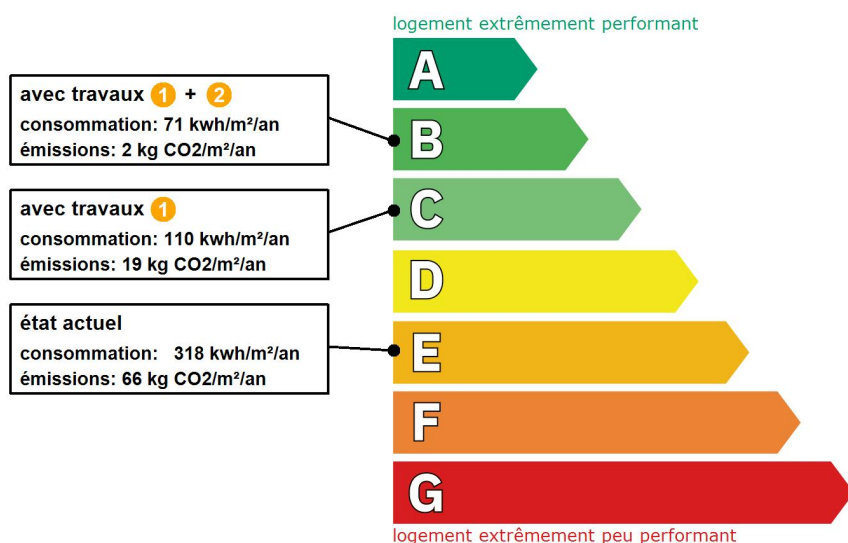 logement extrêmement performant
A
avec travaux 1 + 2
consommation: 71 kwh/m²/an
émissions: 2 kg CO2/m²/an
B
avec travaux 1
consommation: 110 kwh/m²/an
émissions: 19 kg CO2/m²/an
C
D
état actuel
consommation: 318 kwh/m²/an
émissions: 66 kg CO2/m²/an
E
F
G
logement extrêmement peu performant